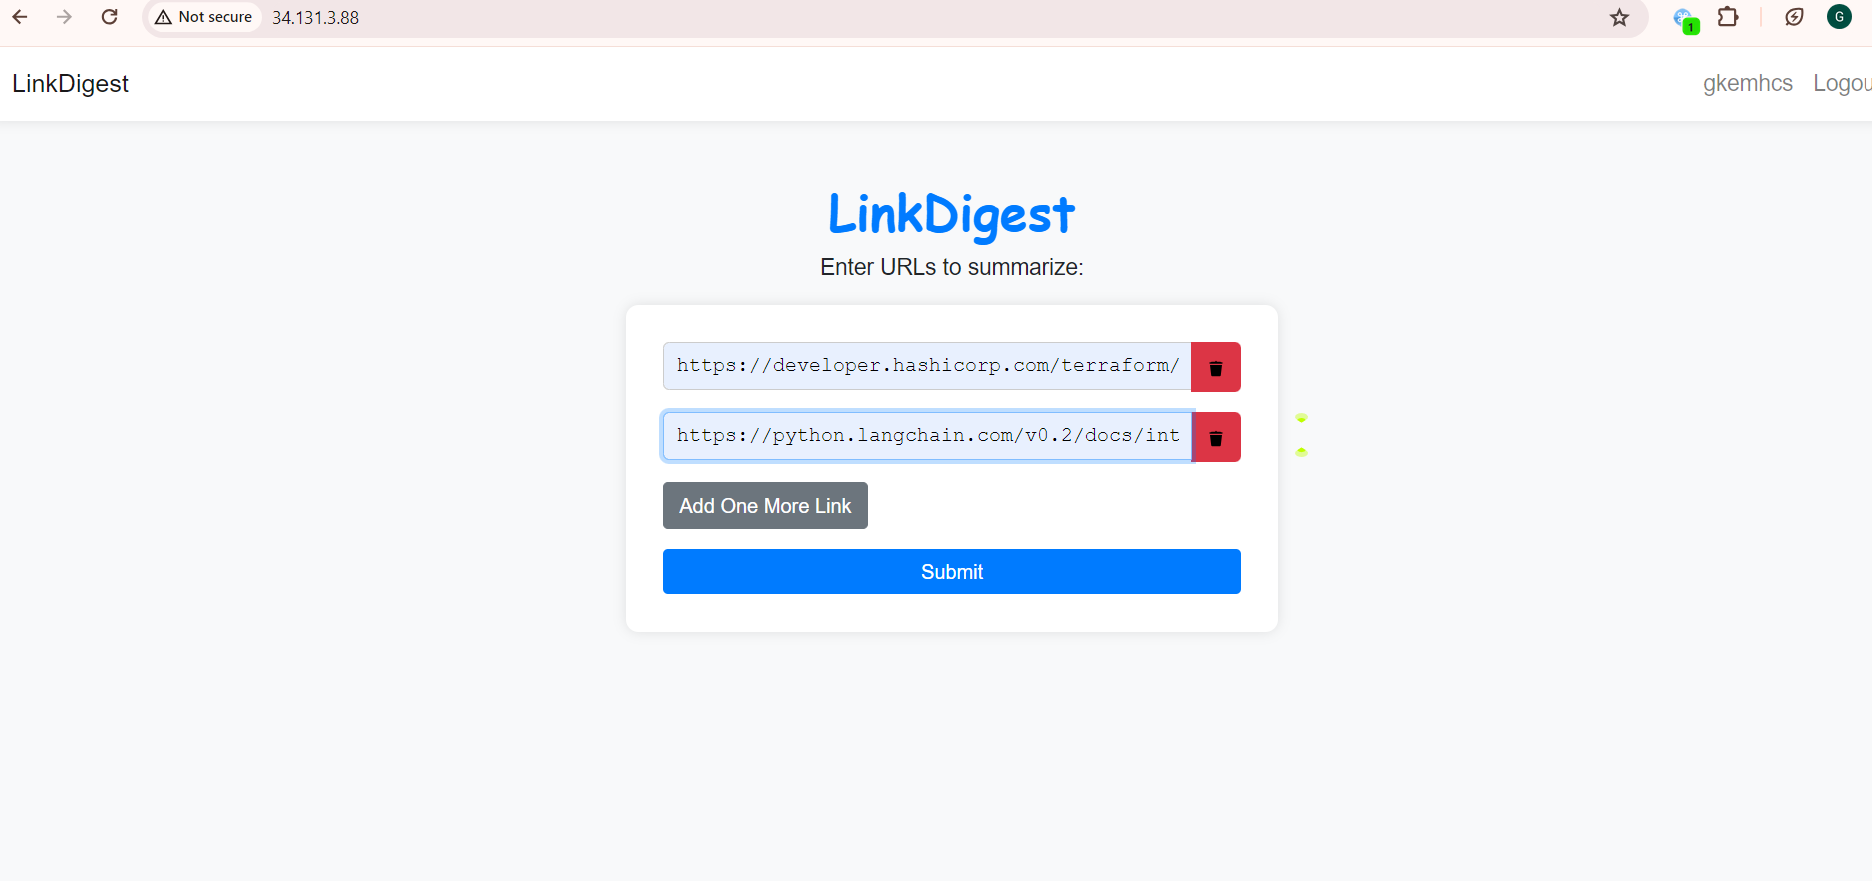 Not secure 34.131.3.88
1
G
LinkDigest
gkemhcs
LinkDigest
Enter URLs to summarize:
https://developer.hashicorp.com/terraform/
https://python.langchain.com/v0.2/docs/int
Add One More Link
Submit